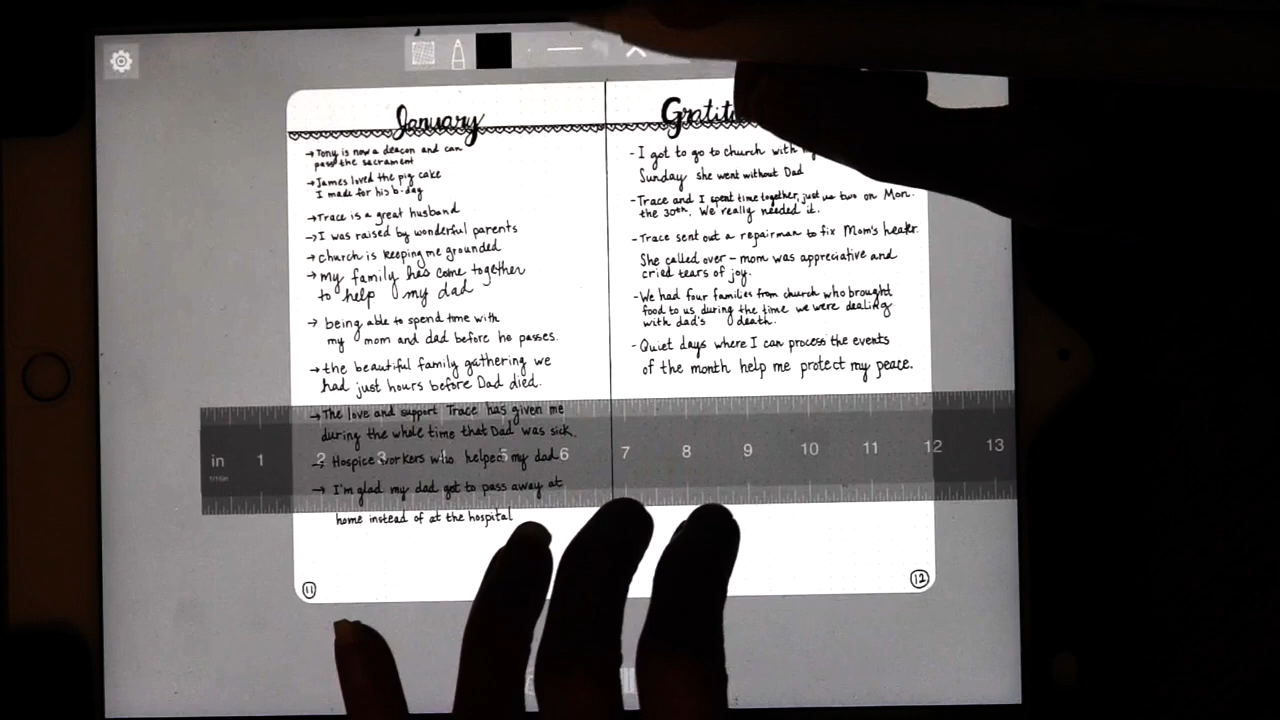 January
→ Tony is now a deacon and can
pass the sacrament
→ James loved the pig cake
I made for his b-day
→ Trace is a great husband
→ I was raised by wonderful parents
→ church is keeping me grounded
→ my family has come together
to help my dad
→ being able to spend time with
my mom and dad before he passes.
→ the beautiful family gathering we
had just hours before Dad died.
→ The love and support Trace has given me
during the whole time that Dad was sick.
→ Hospice workers who helped my dad
→ I'm glad my dad got to pass away at
home instead of at the hospital
11
- I got to go to church with
Sunday she went without Dad
- Trace and I spent time together, just us two on Mon.
the 30th. We really needed it.
- Trace sent out a repairman to fix Mom's heater.
She called over - mom was appreciative and
cried tears of joy.
- We had four families from church who brought
food to us during the time we were dealing
with dad's death.
- Quiet days where I can process the events
of the month help me protect my peace.
12
in 1 2 3 4 5 6 7 8 9 10 11 12 13
1/16in